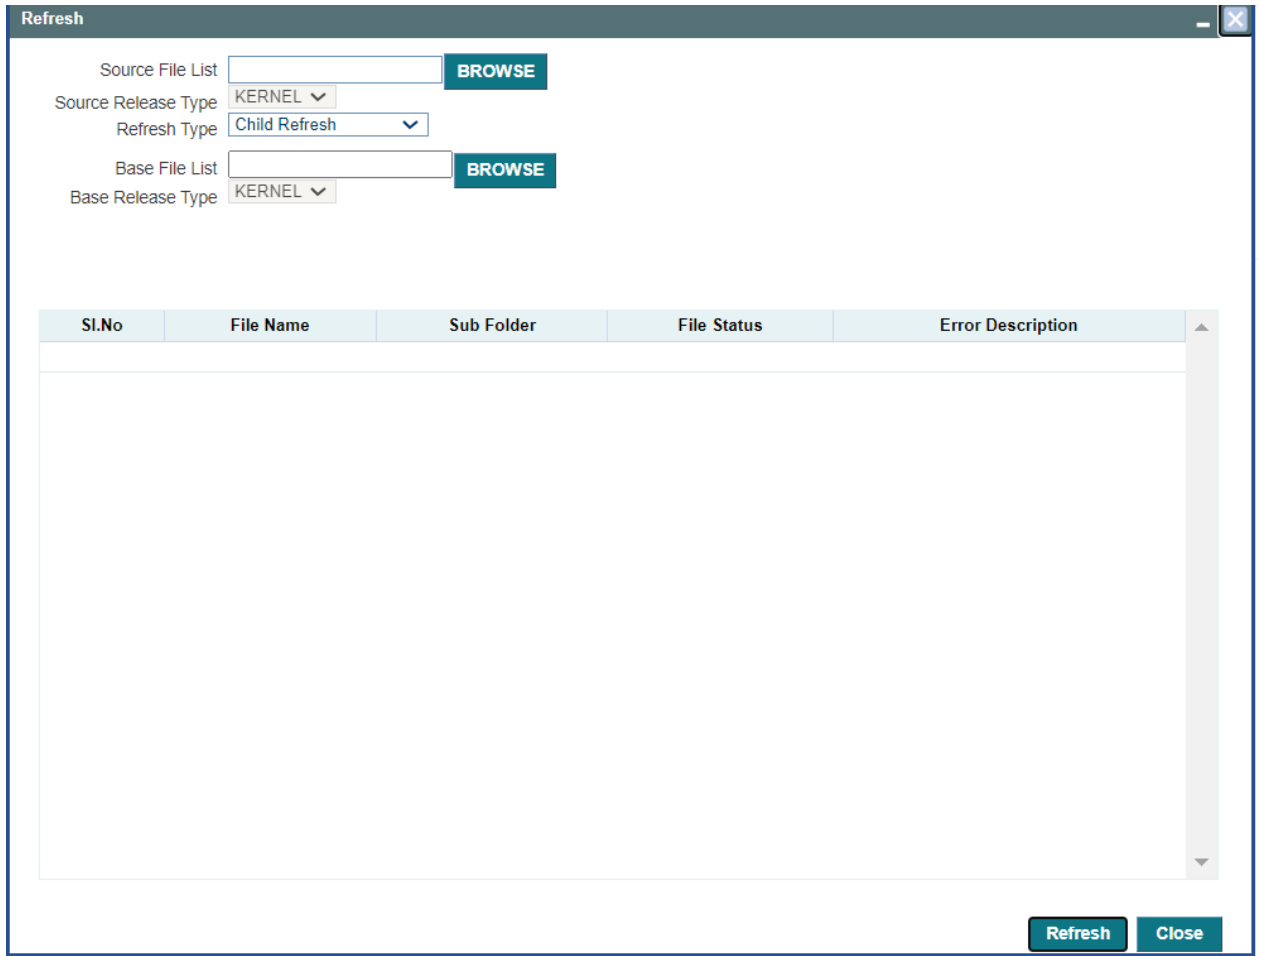 Refresh
Source File List BROWSE
Source Release Type KERNEL
Refresh Type Child Refresh
Base File List BROWSE
Base Release Type KERNEL
Sl.No File Name Sub Folder File Status Error Description
Refresh Close